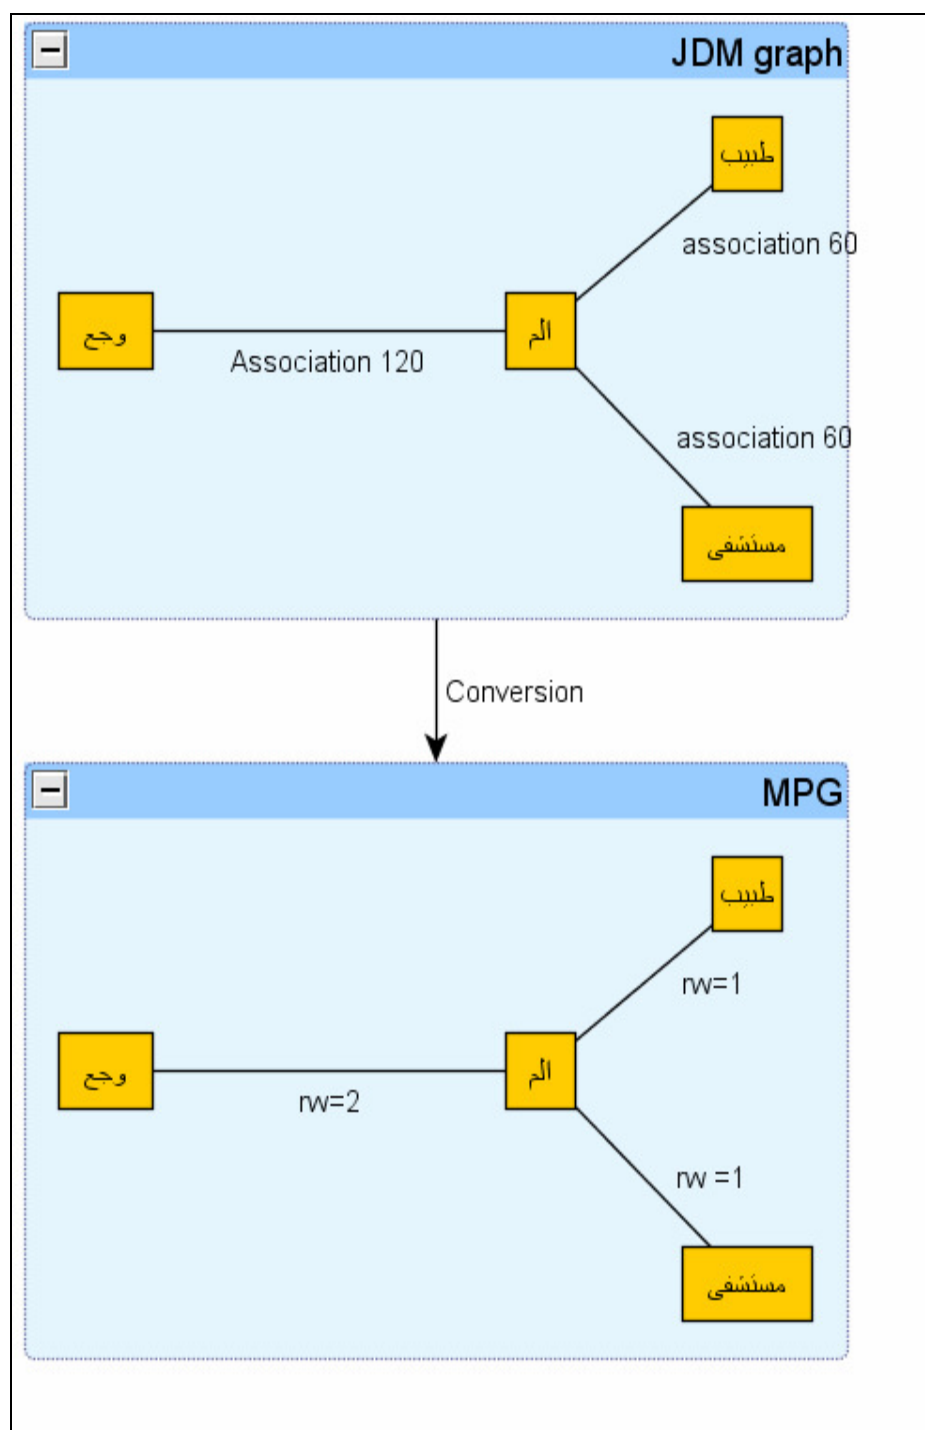 JDM graph
طبيب
association 60
وجع
الم
Association 120
association 60
مستشفى
Conversion
MPG
طبيب
rw=1
وجع
الم
rw=2
rw =1
مستشفى